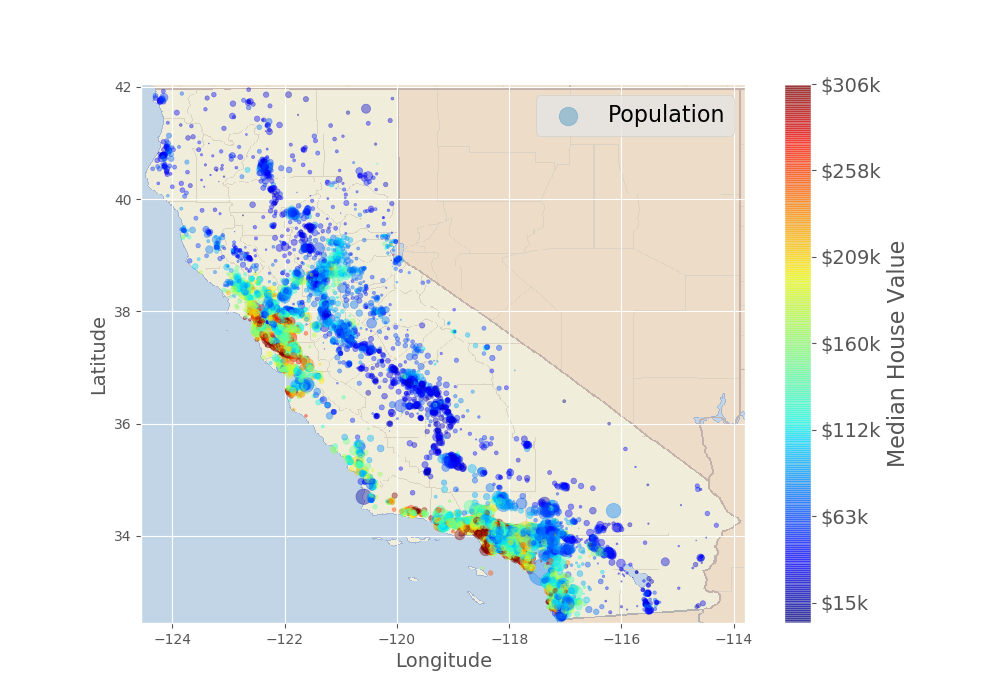 Population
42
40
38
36
34
Latitude
−124
−122
−120
−118
−116
−114
Longitude
$306k
$258k
$209k
$160k
$112k
$63k
$15k
Median House Value